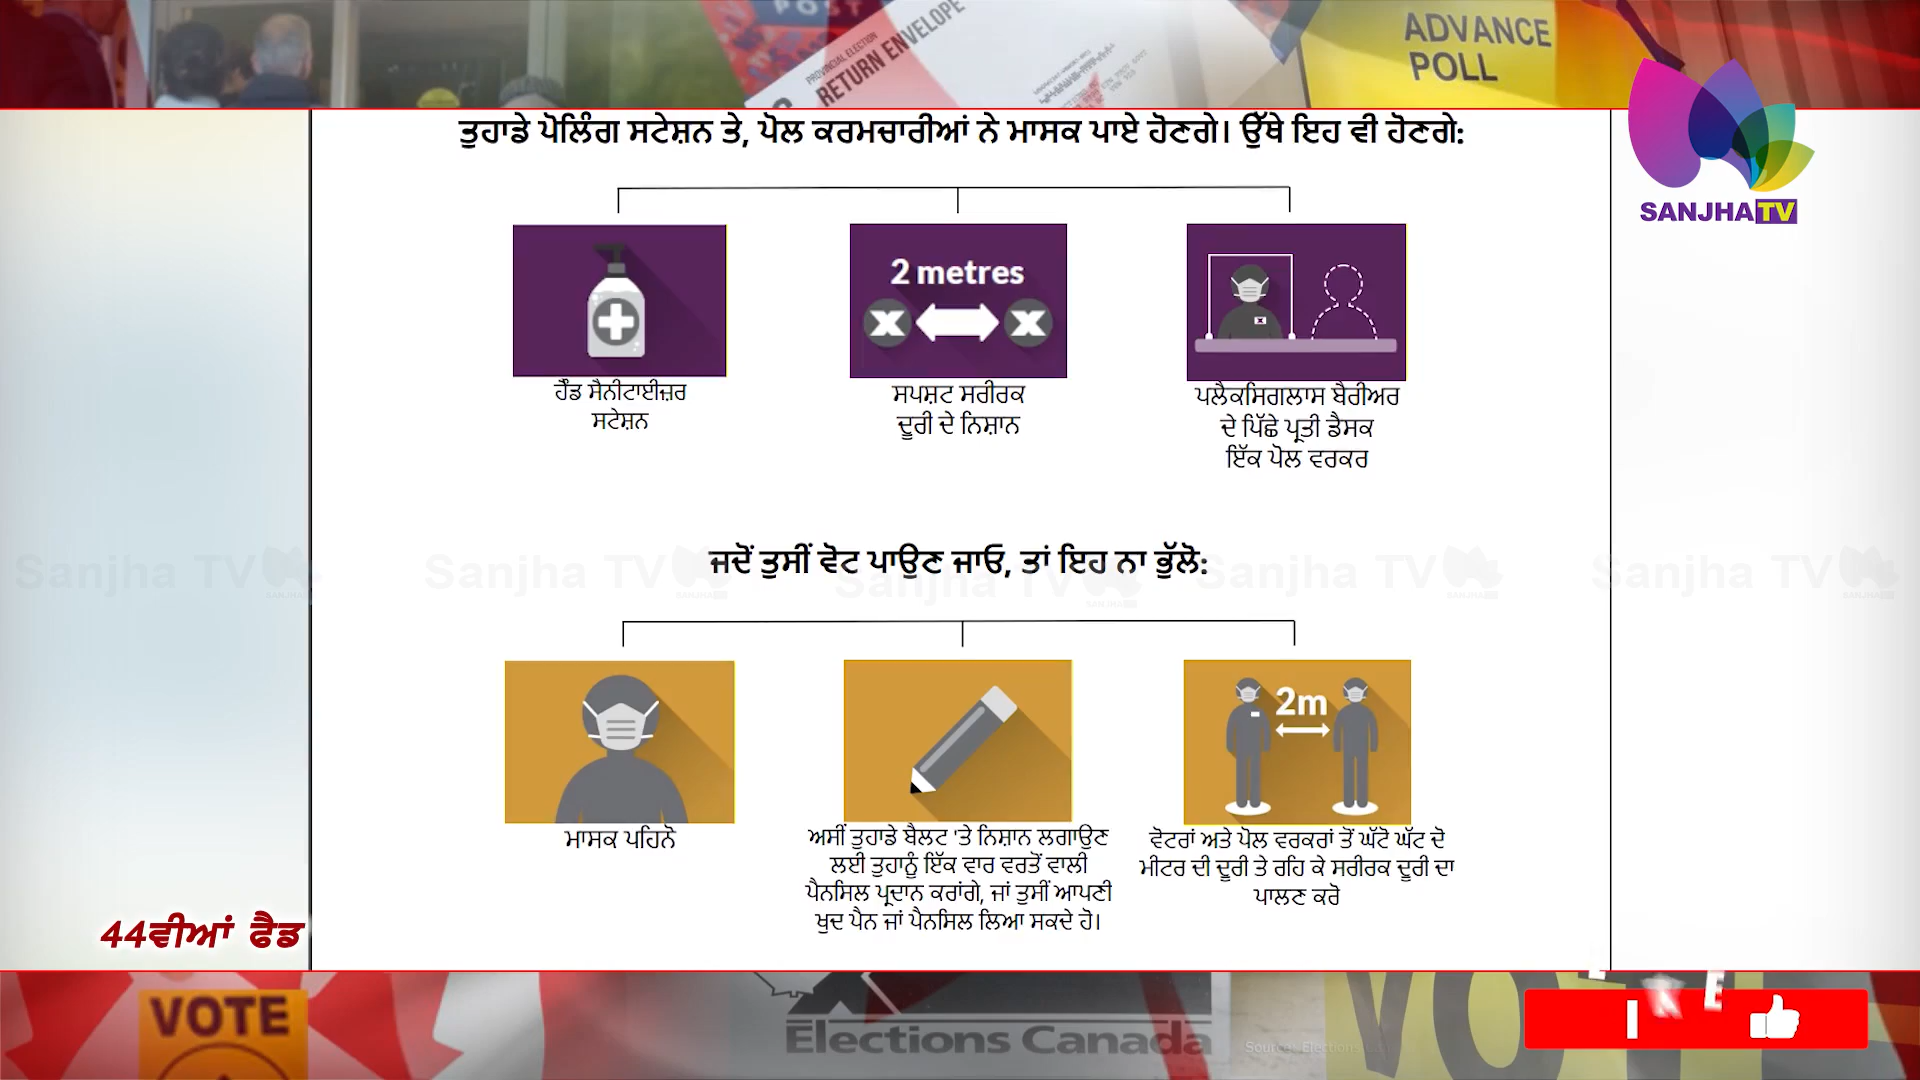 ADVANCE
POLL
PROVINCIAL ELECTION
RETURN ENVELOPE
SANJHA TV
ਤੁਹਾਡੇ ਪੋਲਿੰਗ ਸਟੇਸ਼ਨ ਤੇ, ਪੋਲ ਕਰਮਚਾਰੀਆਂ ਨੇ ਮਾਸਕ ਪਾਏ ਹੋਣਗੇ। ਉੱਥੇ ਇਹ ਵੀ ਹੋਣਗੇ:
2 metres
ਹੈਂਡ ਸੈਨੀਟਾਈਜ਼ਰ
ਸਟੇਸ਼ਨ
ਸਪਸ਼ਟ ਸਰੀਰਕ
ਦੂਰੀ ਦੇ ਨਿਸ਼ਾਨ
ਪਲੈਕਸਿਗਲਾਸ ਬੈਰੀਅਰ
ਦੇ ਪਿੱਛੇ ਪ੍ਰਤੀ ਡੈਸਕ
ਇੱਕ ਪੋਲ ਵਰਕਰ
ਜਦੋਂ ਤੁਸੀਂ ਵੋਟ ਪਾਉਣ ਜਾਓ, ਤਾਂ ਇਹ ਨਾ ਭੁੱਲੋ:
Sanjha TV Sanjha TV Sanjha TV Sanjha TV Sanjha TV
2m
ਮਾਸਕ ਪਹਿਨੋ
ਅਸੀਂ ਤੁਹਾਡੇ ਬੈਲਟ 'ਤੇ ਨਿਸ਼ਾਨ ਲਗਾਉਣ
ਲਈ ਤੁਹਾਨੂੰ ਇੱਕ ਵਾਰ ਵਰਤੋਂ ਵਾਲੀ
ਪੈਨਸਿਲ ਪ੍ਰਦਾਨ ਕਰਾਂਗੇ, ਜਾਂ ਤੁਸੀਂ ਆਪਣੀ
ਖੁਦ ਪੈਨ ਜਾਂ ਪੈਨਸਿਲ ਲਿਆ ਸਕਦੇ ਹੋ।
ਵੋਟਰਾਂ ਅਤੇ ਪੋਲ ਵਰਕਰਾਂ ਤੋਂ ਘੱਟੋ ਘੱਟ ਦੋ
ਮੀਟਰ ਦੀ ਦੂਰੀ ਤੇ ਰਹਿ ਕੇ ਸਰੀਰਕ ਦੂਰੀ ਦਾ
ਪਾਲਣ ਕਰੋ
44ਵੀਆਂ ਫੈਡ
VOTE
Elections Canada
VOT